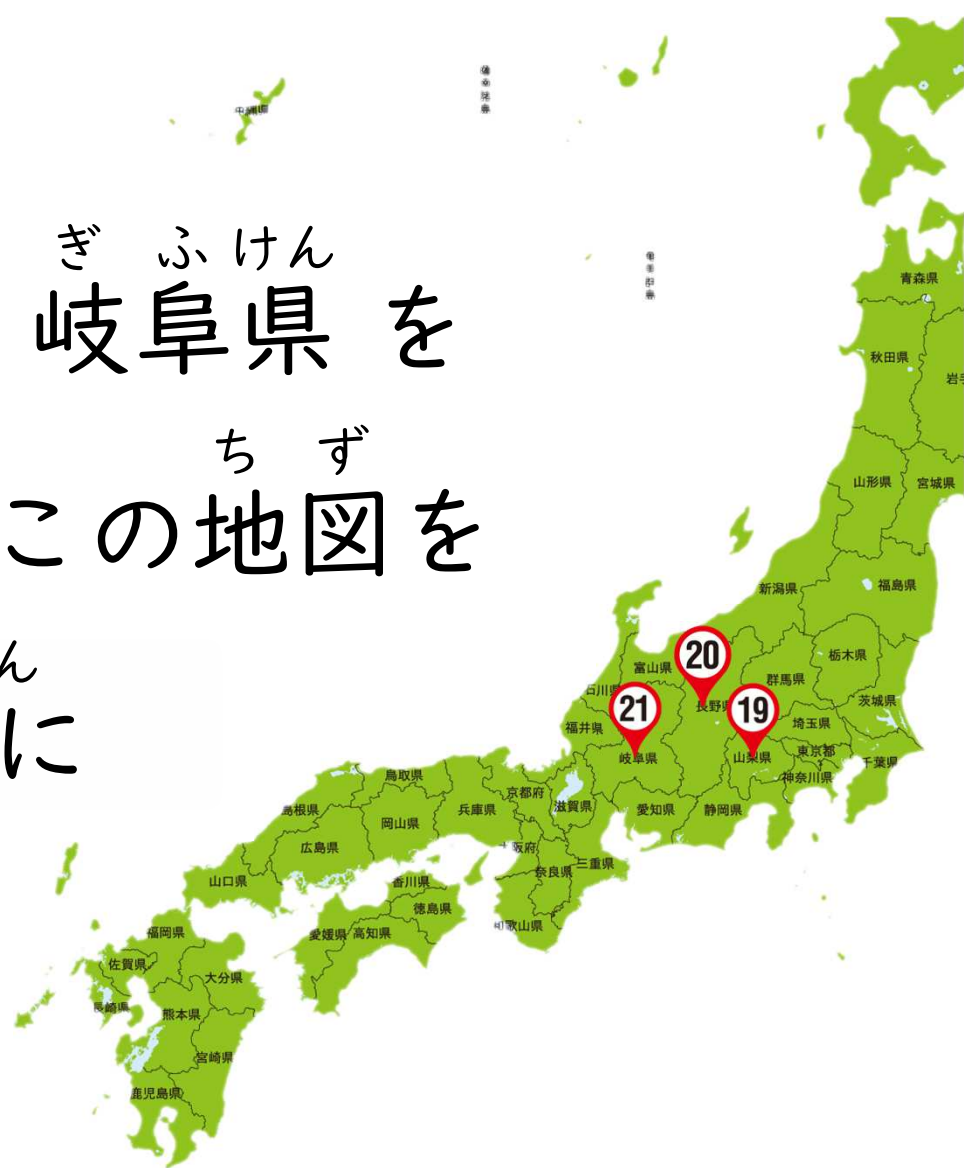 ぎ ふ けん
岐阜県 を
ち ず
この地図を
ん
に
青森県
秋田県
岩手
山形県 宮城県
新潟県 福島県
富山県 20 群馬県 栃木県
石川県 21 長野県 19 茨城県
福井県 岐阜県 山梨県 埼玉県
東京都 千葉県
神奈川県
鳥取県 京都府 滋賀県 愛知県 静岡県
島根県 岡山県 兵庫県
広島県 阪府 三重県
山口県 香川県 奈良県
徳島県
愛媛県 高知県 歌山県
福岡県
佐賀県 大分県
長崎県 熊本県
宮崎県
鹿児島県